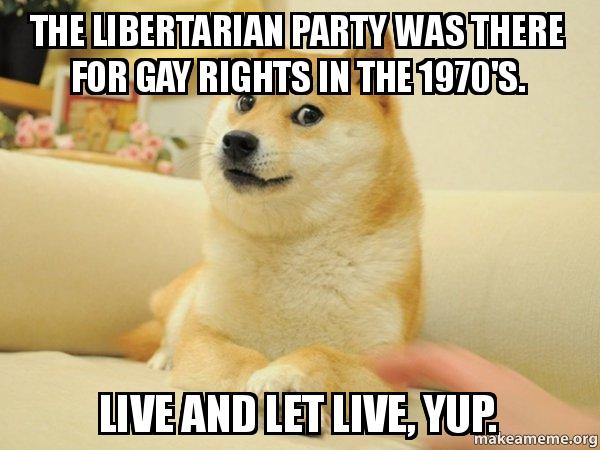 THE LIBERTARIAN PARTY WAS THERE
FOR GAY RIGHTS IN THE 1970'S.
LIVE AND LET LIVE, YUP.
makeameme.org